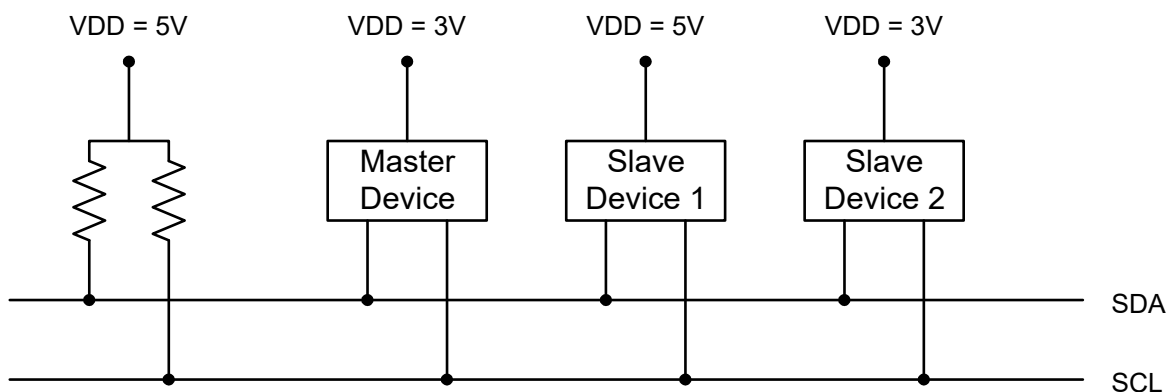 VDD = 5V
VDD = 3V
VDD = 5V
VDD = 3V
Master
Device
Slave
Device 1
Slave
Device 2
SDA
SCL